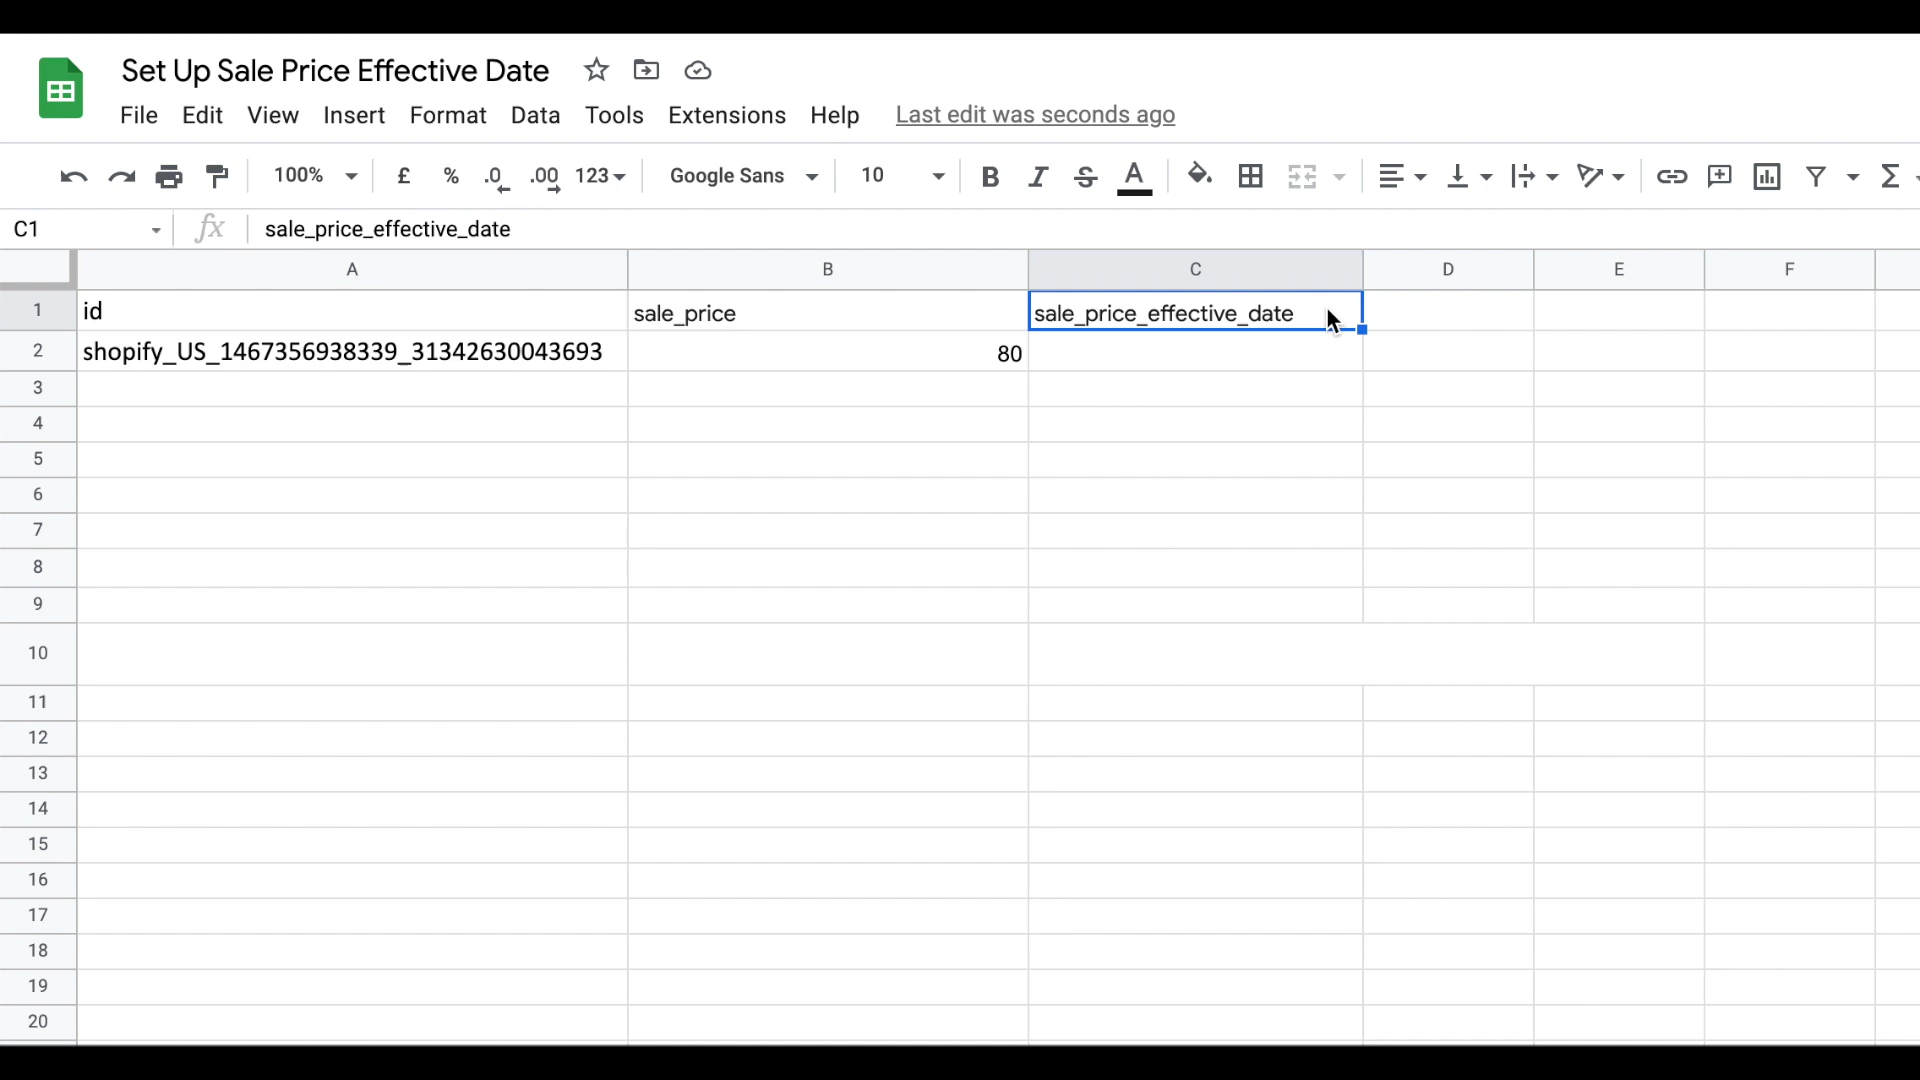 Set Up Sale Price Effective Date
File Edit View Insert Format Data Tools Extensions Help Last edit was seconds ago
100% £ % .0 .00 123 Google Sans 10 B I S A Σ
C1 fx sale_price_effective_date
A B C D E F
1 id sale_price sale_price_effective_date
2 shopify_US_1467356938339_31342630043693 80
3
4
5
6
7
8
9
10
11
12
13
14
15
16
17
18
19
20